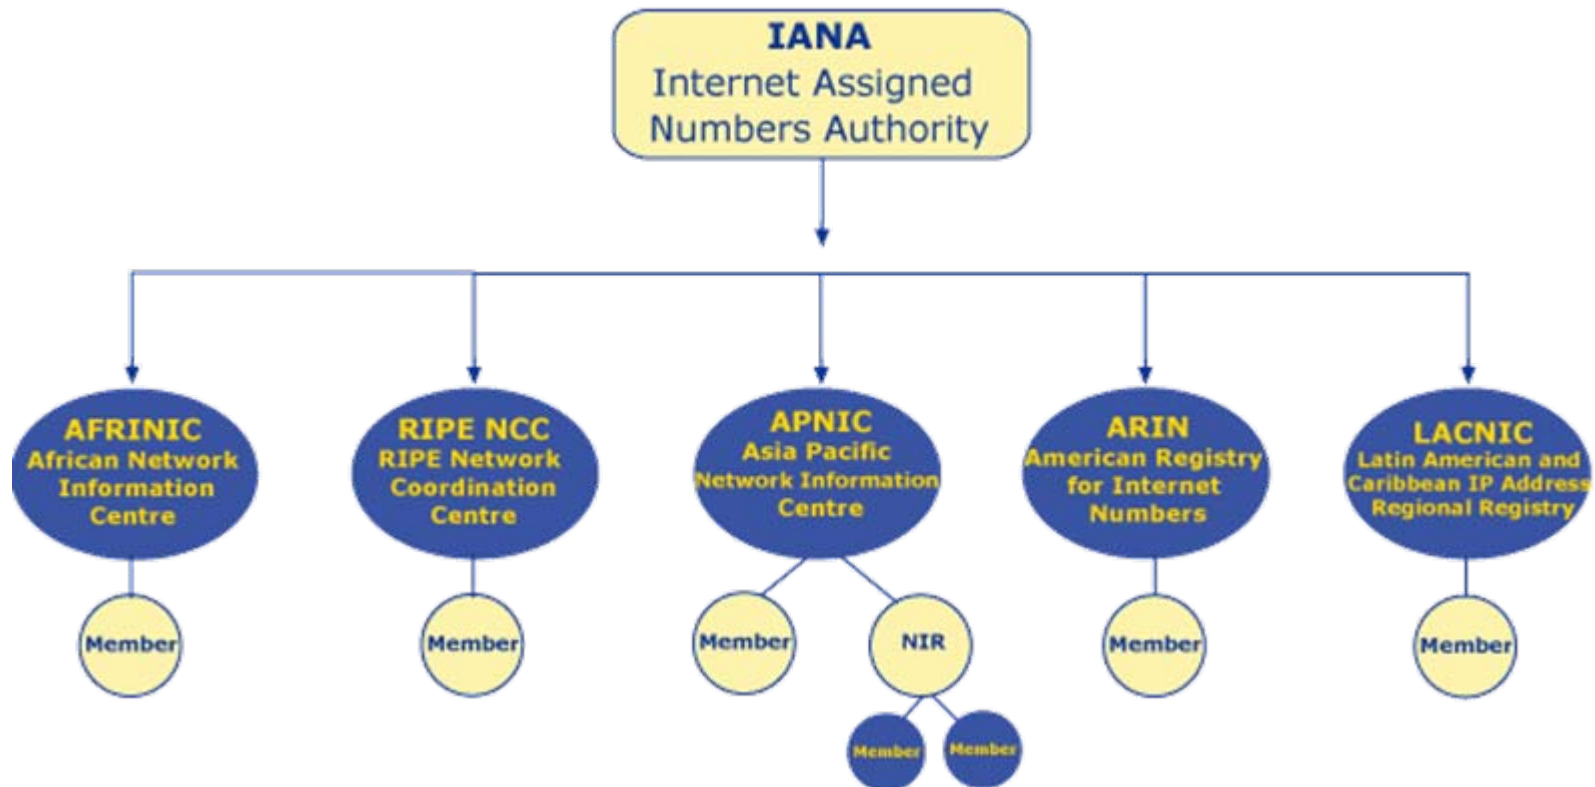 IANA
Internet Assigned
Numbers Authority
AFRINIC
African Network
Information
Centre
RIPE NCC
RIPE Network
Coordination
Centre
APNIC
Asia Pacific
Network Information
Centre
ARIN
American Registry
for Internet
Numbers
LACNIC
Latin American and
Caribbean IP Address
Regional Registry
Member
Member
Member
NIR
Member
Member
Member
Member